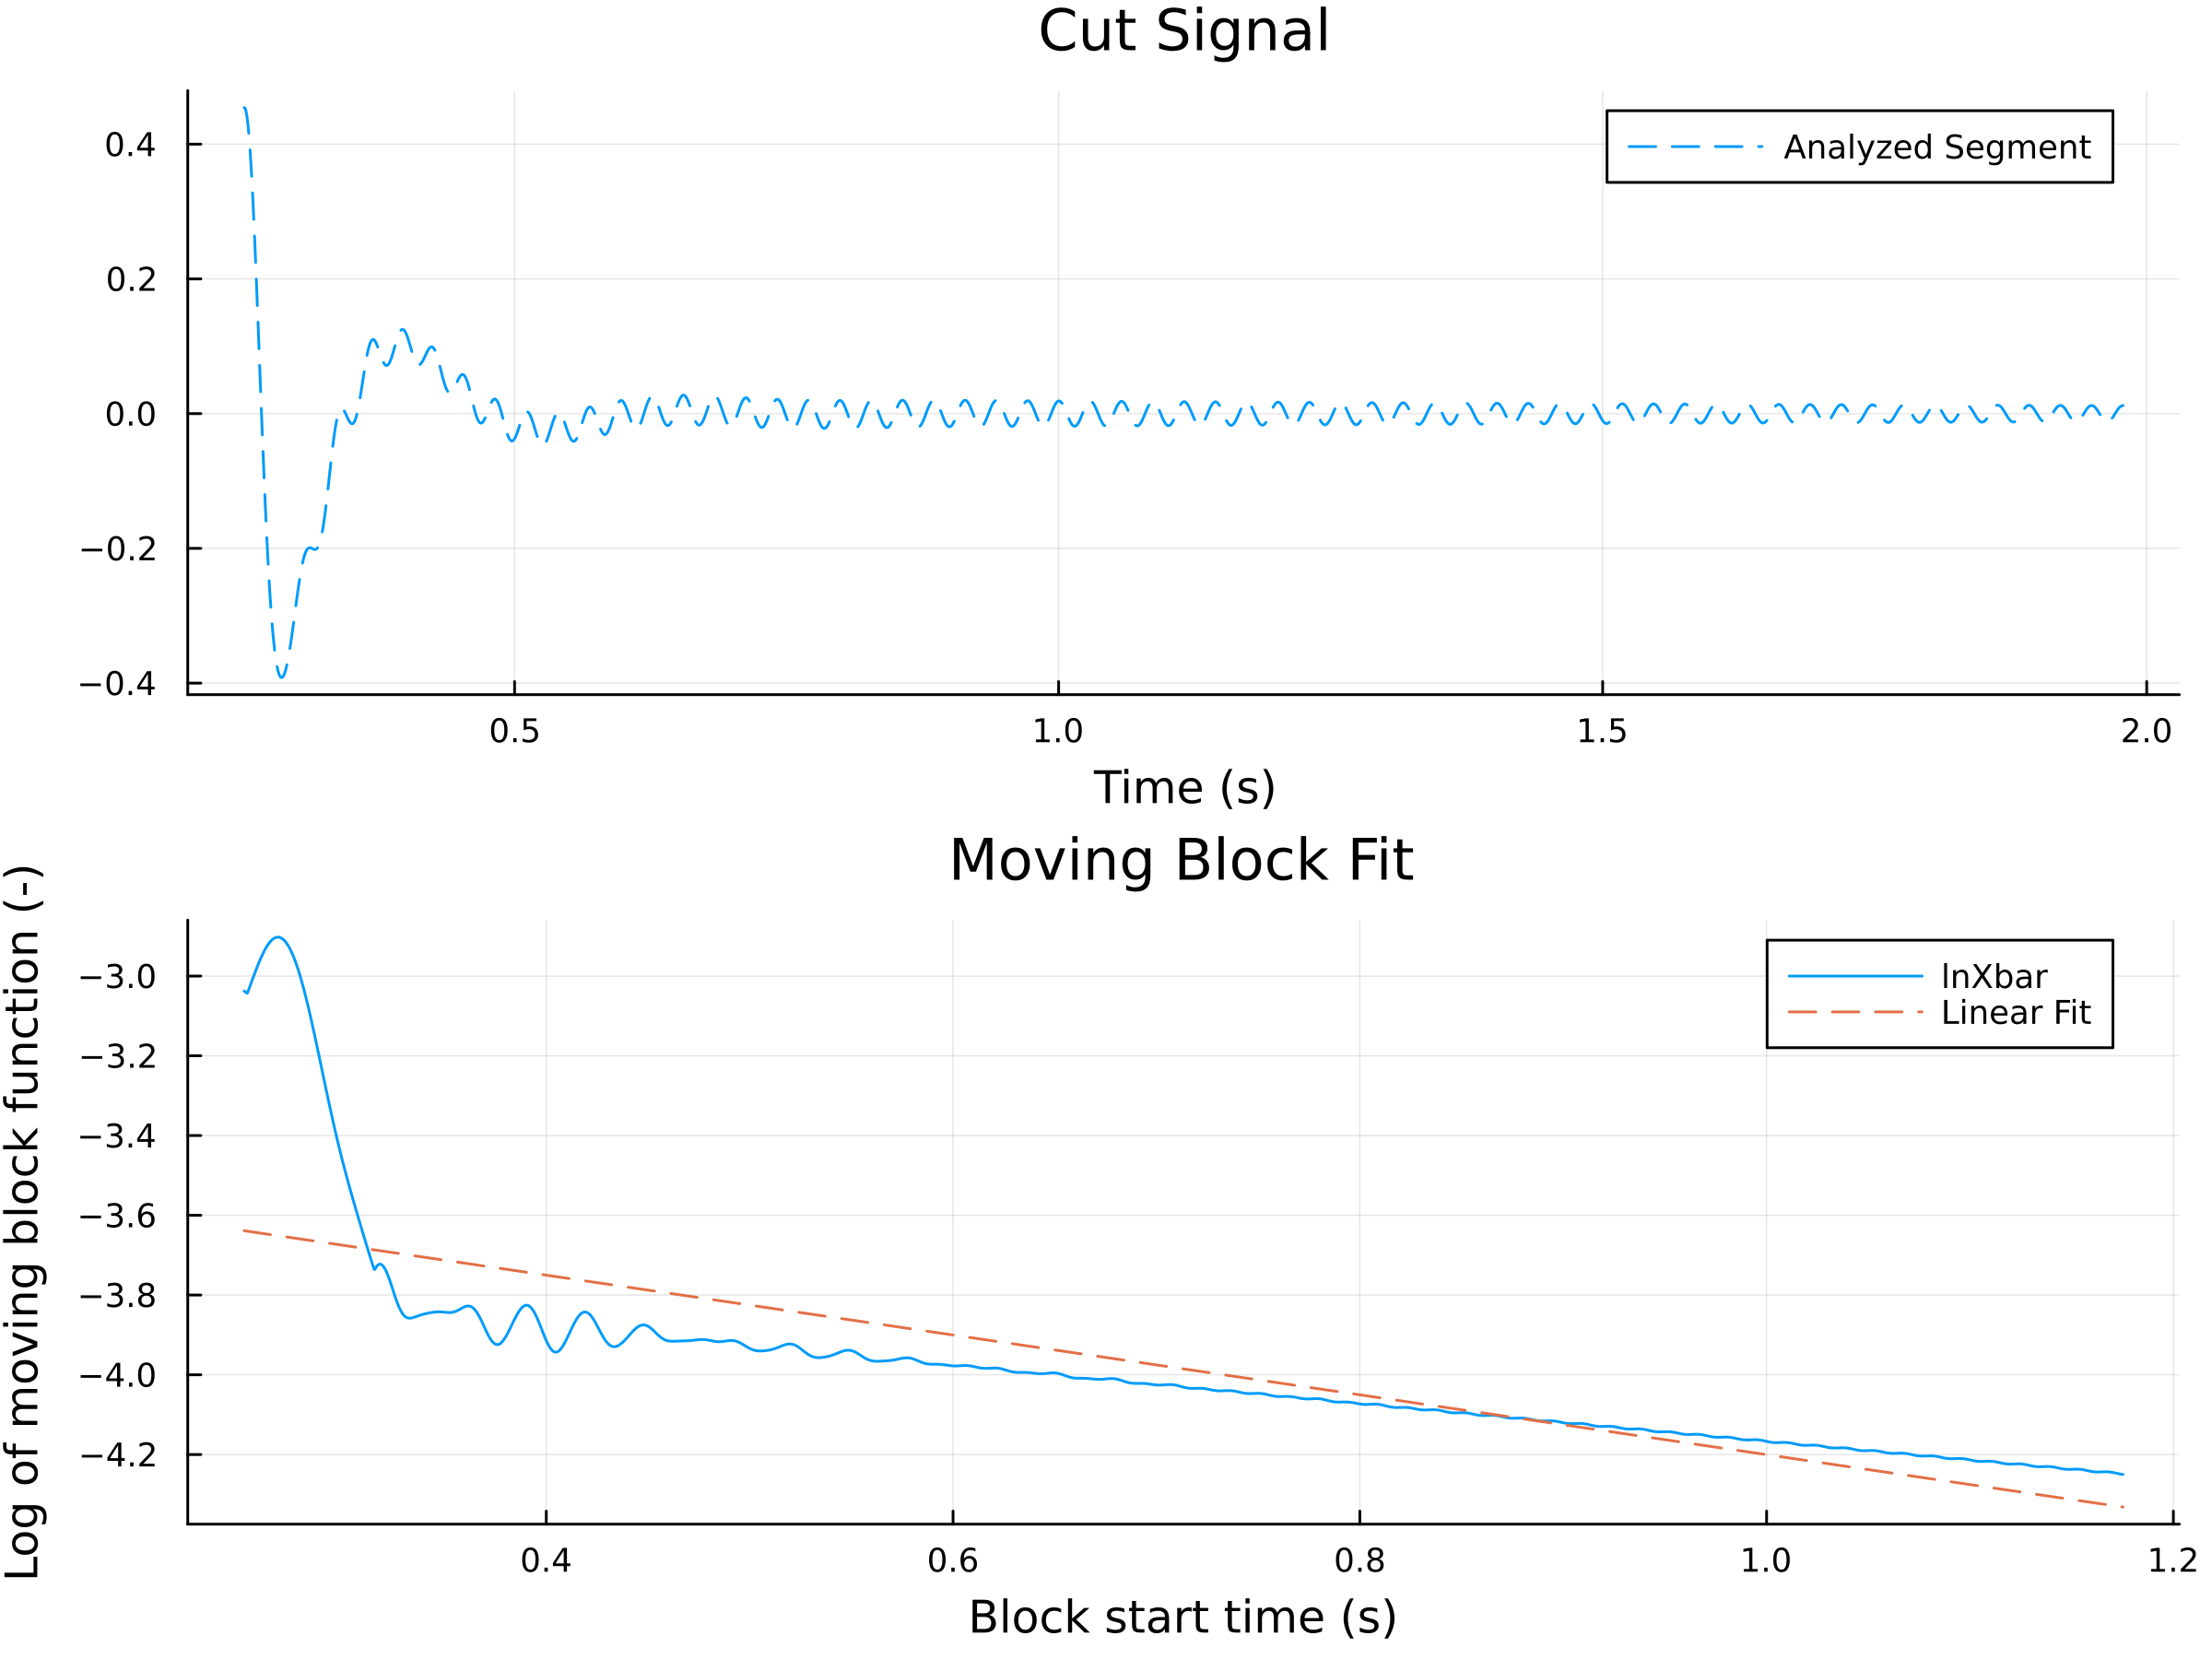 Cut Signal
Analyzed Segment
0.4
0.2
0.0
−0.2
−0.4
0.5 1.0 1.5 2.0
Time (s)
Moving Block Fit
Log of moving block function (-)
lnXbar
Linear Fit
−3.0
−3.2
−3.4
−3.6
−3.8
−4.0
−4.2
0.4 0.6 0.8 1.0 1.2
Block start time (s)